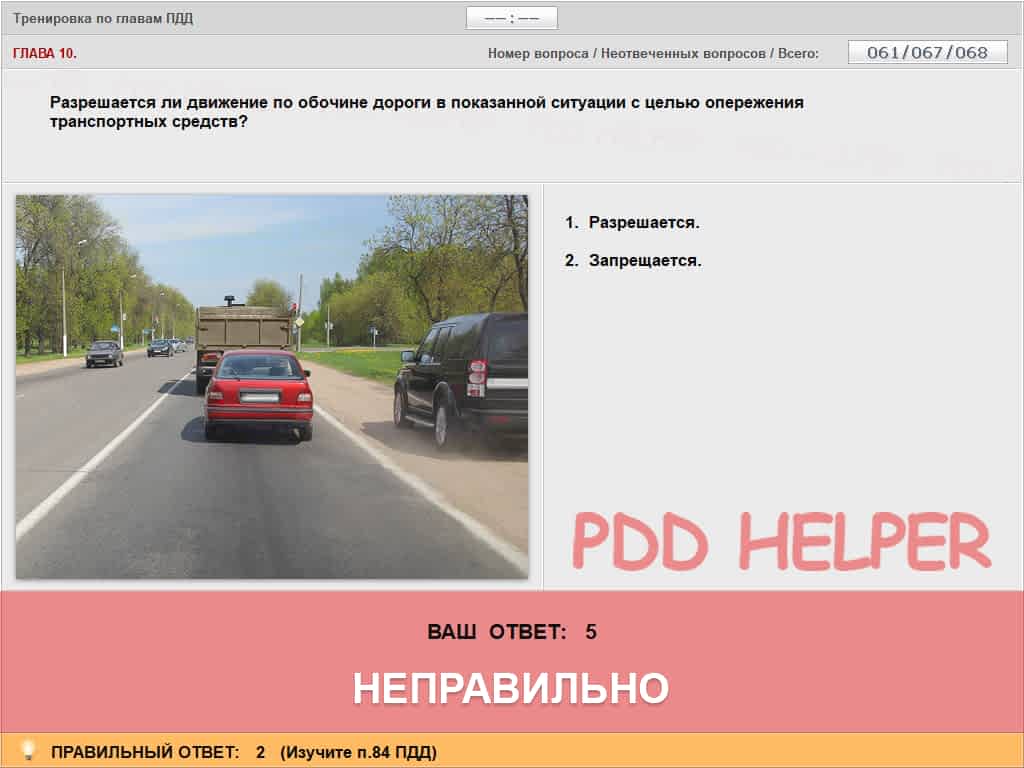 Тренировка по главам ПДД
—— : ——
ГЛАВА 10.
Номер вопроса / Неотвеченных вопросов / Всего:
061/067/068
Разрешается ли движение по обочине дороги в показанной ситуации с целью опережения
транспортных средств?
1. Разрешается.
2. Запрещается.
PDD HELPER
ВАШ ОТВЕТ: 5
НЕПРАВИЛЬНО
ПРАВИЛЬНЫЙ ОТВЕТ: 2 (Изучите п.84 ПДД)